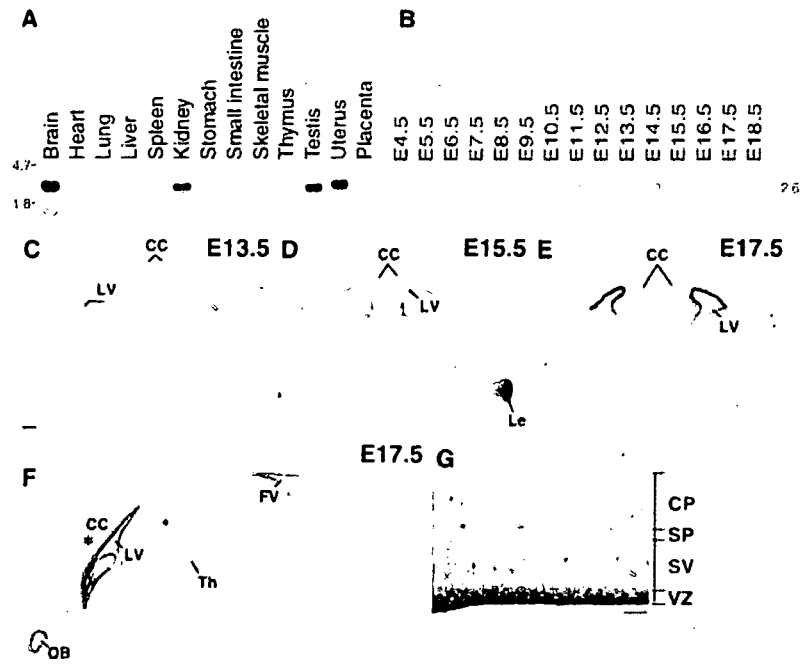 A
B
Brain
Heart
Lung
Liver
Spleen
Kidney
Stomach
Small intestine
Skeletal muscle
Thymus
Testis
Uterus
Placenta
E4.5
E5.5
E6.5
E7.5
E8.5
E9.5
E10.5
E11.5
E12.5
E13.5
E14.5
E15.5
E16.5
E17.5
E18.5
4.7-
1.8-
2.6
C
CC
E13.5
LV
D
CC
E15.5
LV
Le
E
CC
E17.5
LV
F
E17.5
FV
CC
*
LV
Th
OB
G
CP
SP
SV
VZ